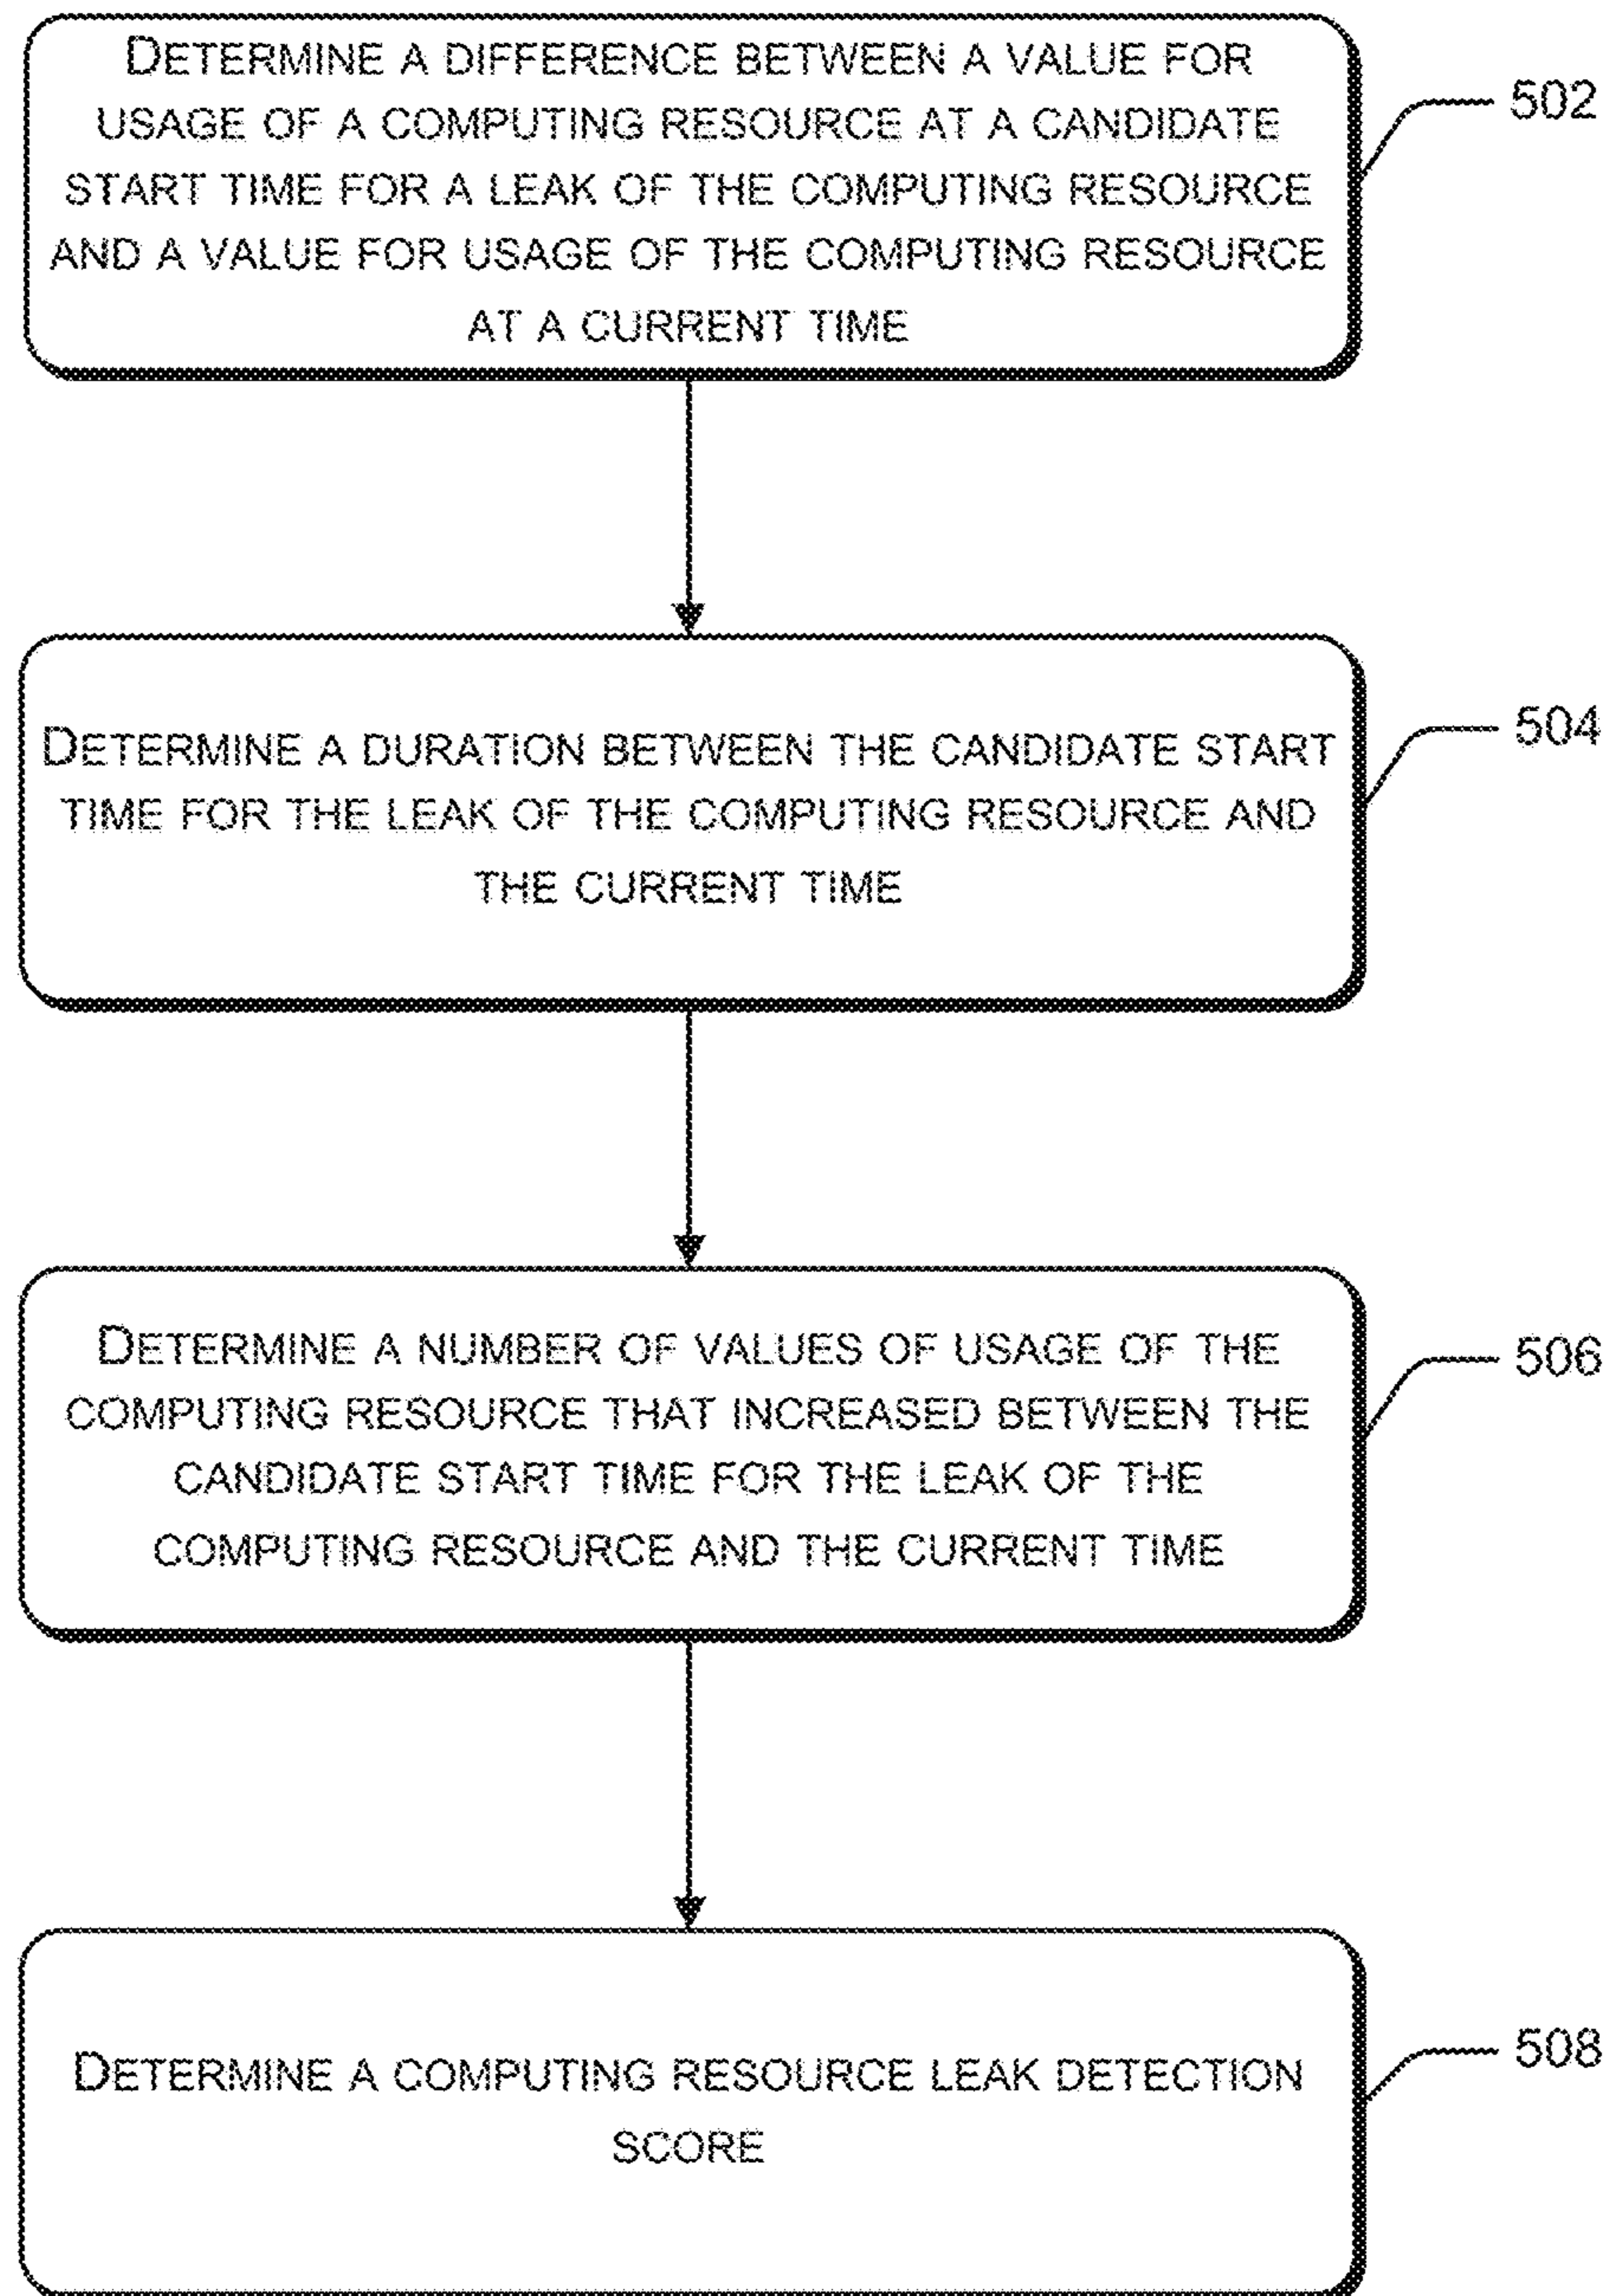 DETERMINE A DIFFERENCE BETWEEN A VALUE FOR
USAGE OF A COMPUTING RESOURCE AT A CANDIDATE
START TIME FOR A LEAK OF THE COMPUTING RESOURCE
AND A VALUE FOR USAGE OF THE COMPUTING RESOURCE
AT A CURRENT TIME
502
DETERMINE A DURATION BETWEEN THE CANDIDATE START
TIME FOR THE LEAK OF THE COMPUTING RESOURCE AND
THE CURRENT TIME
504
DETERMINE A NUMBER OF VALUES OF USAGE OF THE
COMPUTING RESOURCE THAT INCREASED BETWEEN THE
CANDIDATE START TIME FOR THE LEAK OF THE
COMPUTING RESOURCE AND THE CURRENT TIME
506
DETERMINE A COMPUTING RESOURCE LEAK DETECTION
SCORE
508